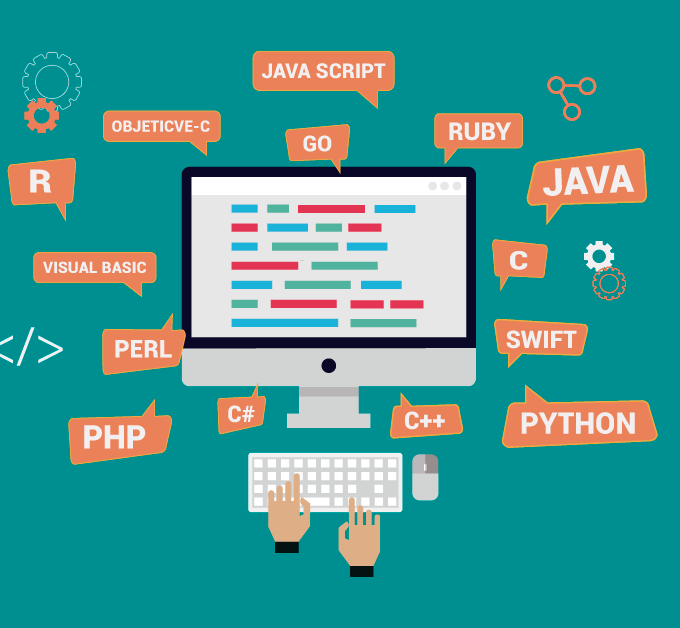 JAVA SCRIPT
OBJETICVE-C
GO
RUBY
R
JAVA
VISUAL BASIC
C
</>
PERL
SWIFT
PHP
C#
C++
PYTHON